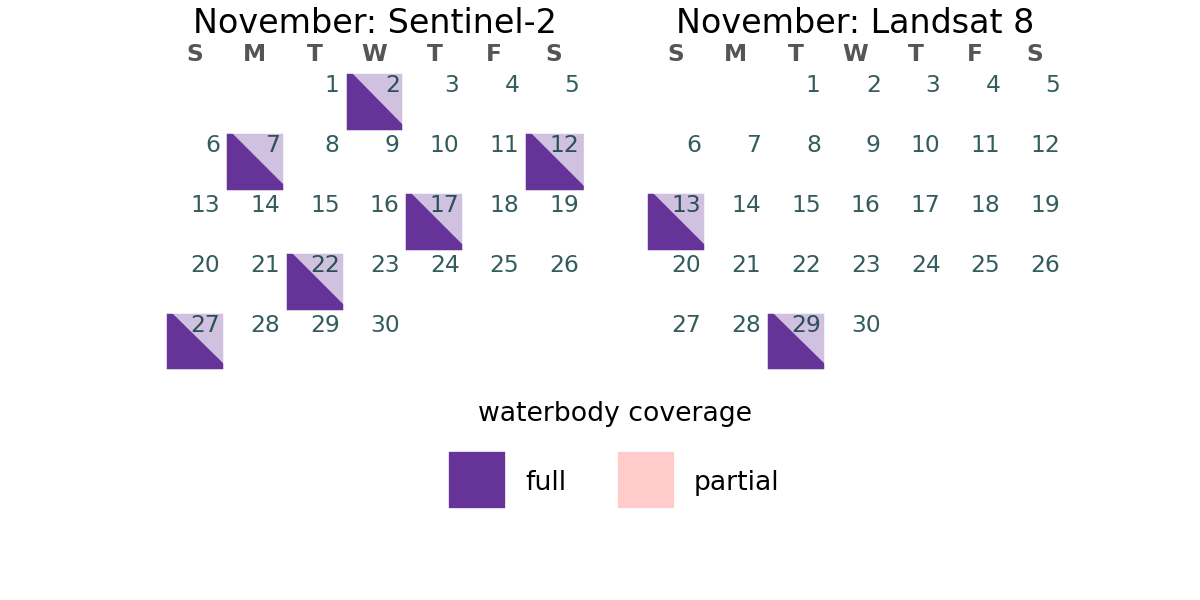 November: Sentinel-2
S M T W T F S
1 2 3 4 5
6 7 8 9 10 11 12
13 14 15 16 17 18 19
20 21 22 23 24 25 26
27 28 29 30
November: Landsat 8
S M T W T F S
1 2 3 4 5
6 7 8 9 10 11 12
13 14 15 16 17 18 19
20 21 22 23 24 25 26
27 28 29 30
waterbody coverage
full
partial